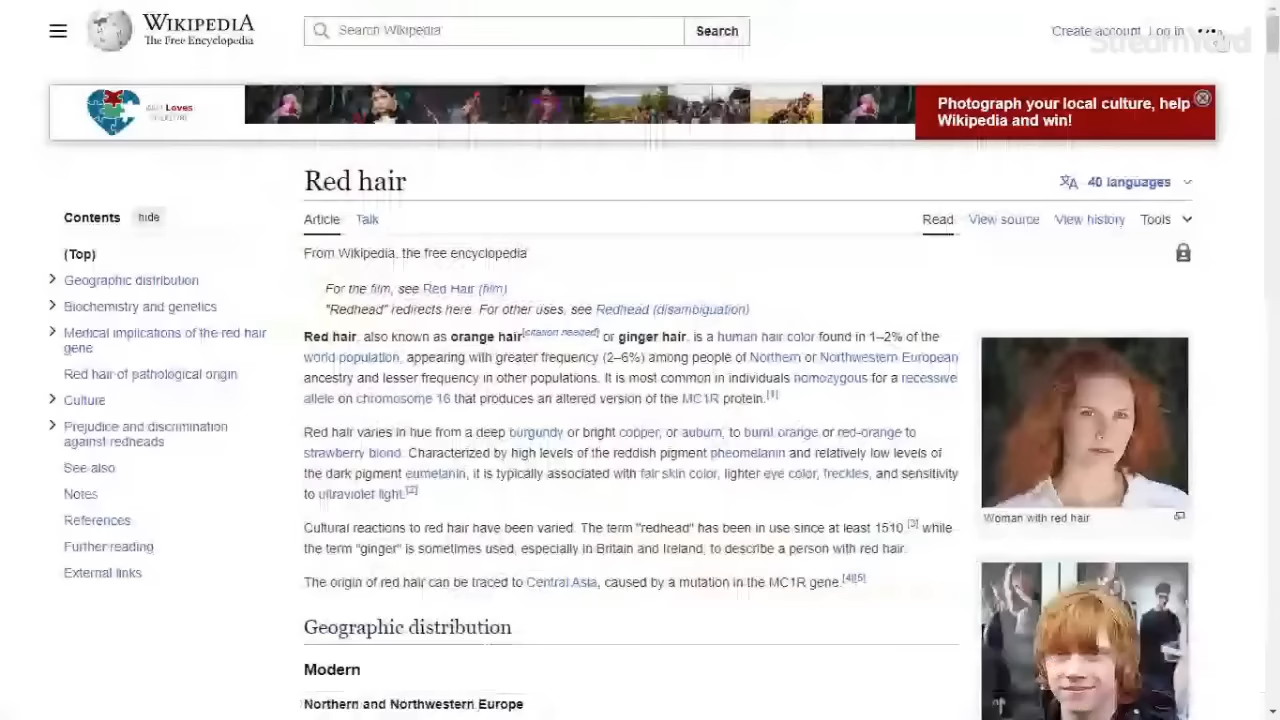 WIKIPEDIA
The Free Encyclopedia
Search Wikipedia
Search
Create account Log in
StreamYard
Loves
Photograph your local culture, help
Wikipedia and win!
Red hair
40 languages
Contents hide
Article Talk
Read View source View history Tools
(Top)
Geographic distribution
Biochemistry and genetics
Medical implications of the red hair
gene
Red hair of pathological origin
Culture
Prejudice and discrimination
against redheads
See also
Notes
References
Further reading
External links
From Wikipedia, the free encyclopedia
For the film, see Red Hair (film)
"Redhead" redirects here. For other uses, see Redhead (disambiguation)
Red hair, also known as orange hair[citation needed] or ginger hair, is a human hair color found in 1–2% of the
world population, appearing with greater frequency (2–6%) among people of Northern or Northwestern European
ancestry and lesser frequency in other populations. It is most common in individuals homozygous for a recessive
allele on chromosome 16 that produces an altered version of the MC1R protein.[1]
Red hair varies in hue from a deep burgundy or bright copper, or auburn, to burnt orange or red-orange to
strawberry blond. Characterized by high levels of the reddish pigment pheomelanin and relatively low levels of
the dark pigment eumelanin, it is typically associated with fair skin color, lighter eye color, freckles, and sensitivity
to ultraviolet light.[2]
Cultural reactions to red hair have been varied. The term "redhead" has been in use since at least 1510,[3] while
the term "ginger" is sometimes used, especially in Britain and Ireland, to describe a person with red hair.
The origin of red hair can be traced to Central Asia, caused by a mutation in the MC1R gene.[4][5]
Woman with red hair
Geographic distribution
Modern
Northern and Northwestern Europe